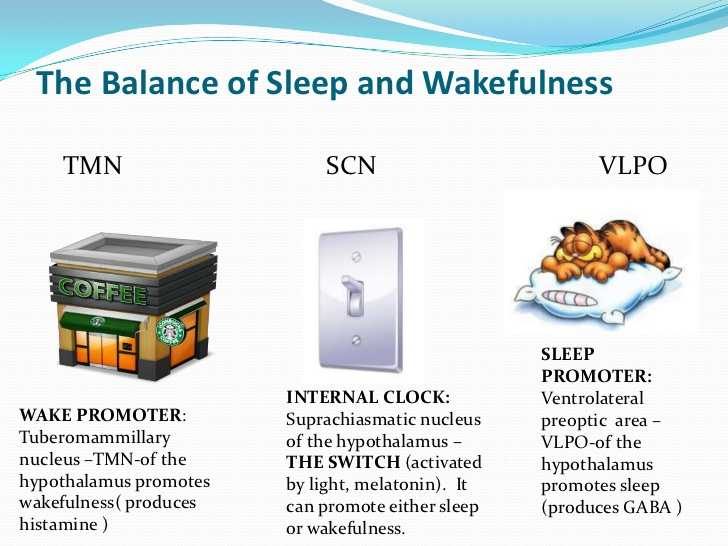 The Balance of Sleep and Wakefulness
TMN
SCN
VLPO
COFFEE
WAKE PROMOTER:
Tuberomammillary
nucleus –TMN-of the
hypothalamus promotes
wakefulness( produces
histamine )
INTERNAL CLOCK:
Suprachiasmatic nucleus
of the hypothalamus –
THE SWITCH (activated
by light, melatonin).  It
can promote either sleep
or wakefulness.
SLEEP
PROMOTER:
Ventrolateral
preoptic  area –
VLPO-of the
hypothalamus
promotes sleep
(produces GABA )